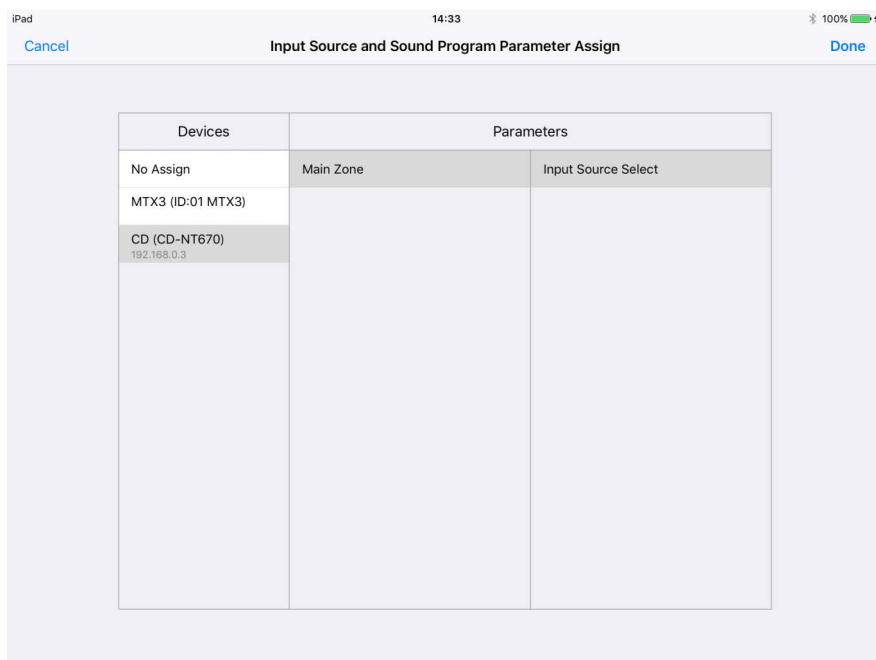 iPad 14:33 100%
Cancel Input Source and Sound Program Parameter Assign Done
Devices Parameters
No Assign Main Zone Input Source Select
MTX3 (ID:01 MTX3)
CD (CD-NT670)
192.168.0.3